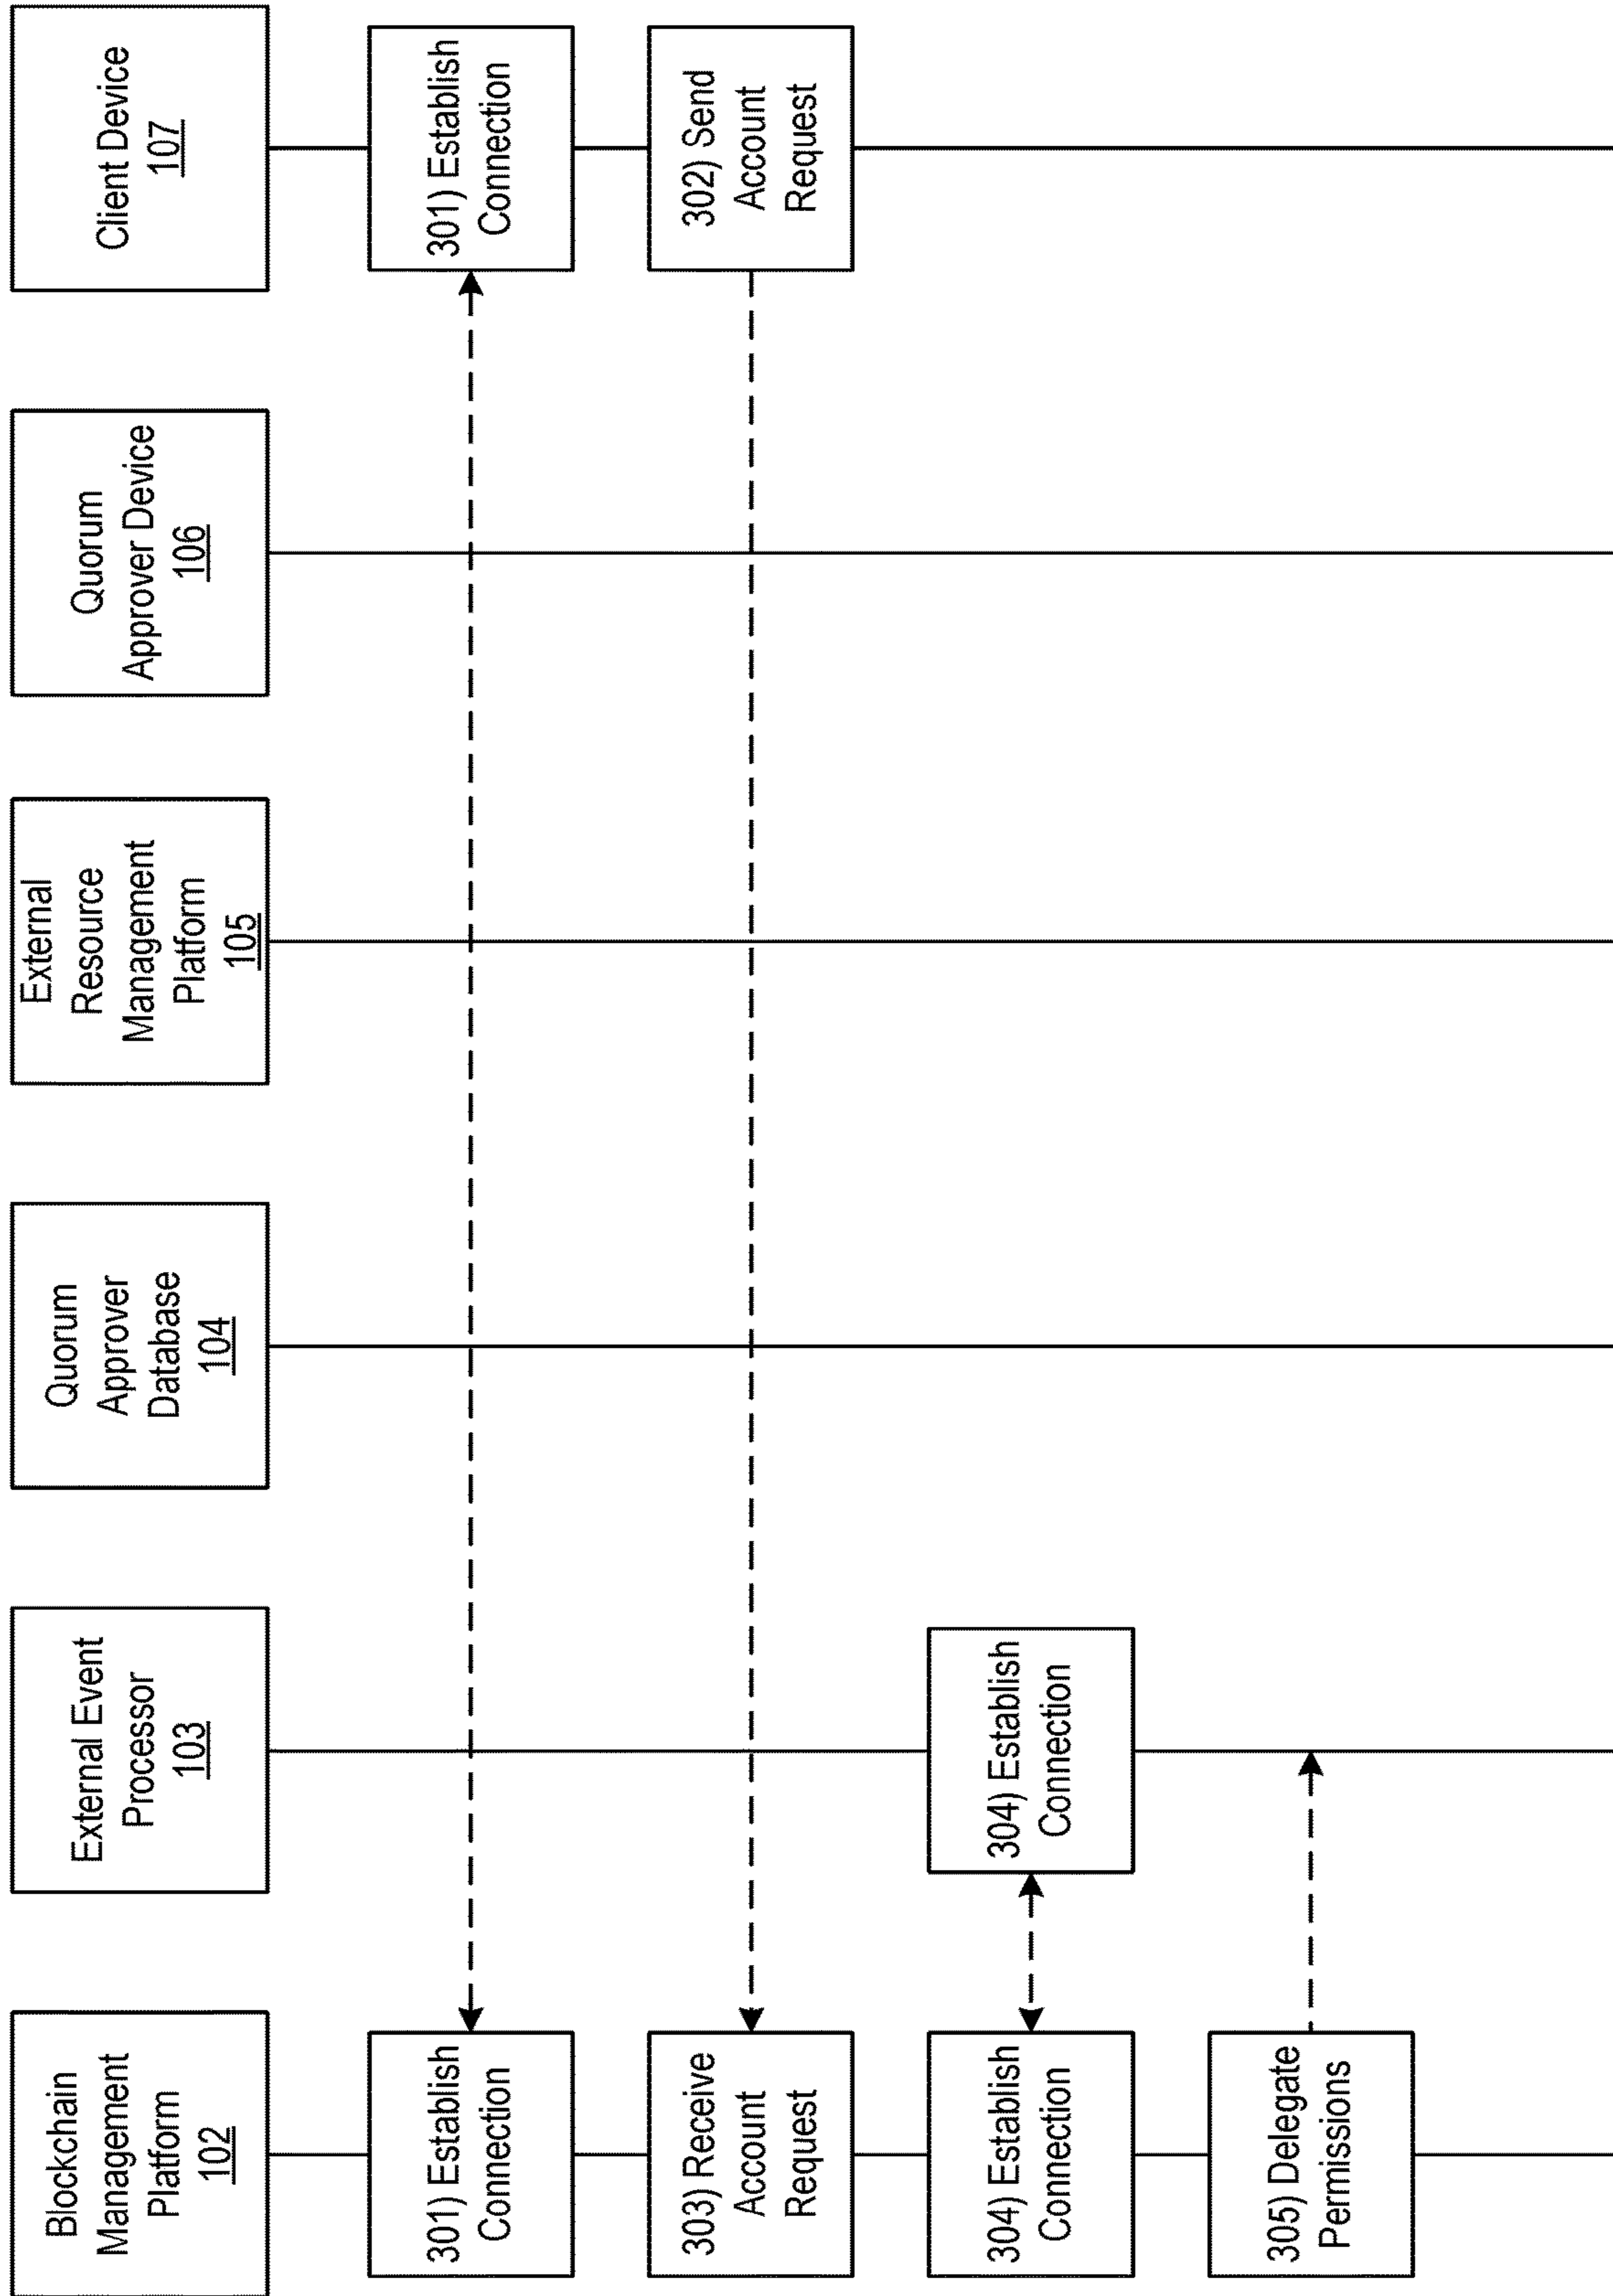 Blockchain
Management
Platform
102
External Event
Processor
103
Quorum
Approver
Database
104
External
Resource
Management
Platform
105
Quorum
Approver Device
106
Client Device
107
301) Establish
Connection
301) Establish
Connection
303) Receive
Account
Request
302) Send
Account
Request
304) Establish
Connection
304) Establish
Connection
305) Delegate
Permissions